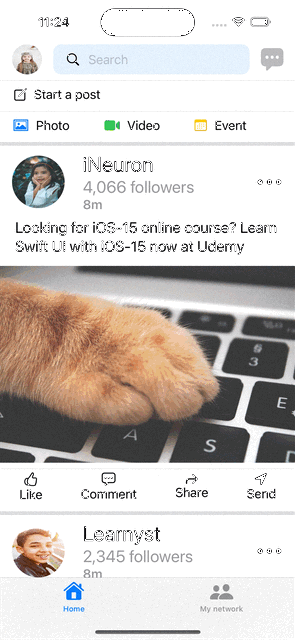 11:24
Search
Start a post
Photo
Video
Event
iNeuron
4,066 followers
8m
Looking for iOS-15 online course? Learn
Swift UI with iOS-15 now at Udemy
3
E
A
S
Like
Comment
Share
Send
Learnyst
2,345 followers
8m
Home
My network